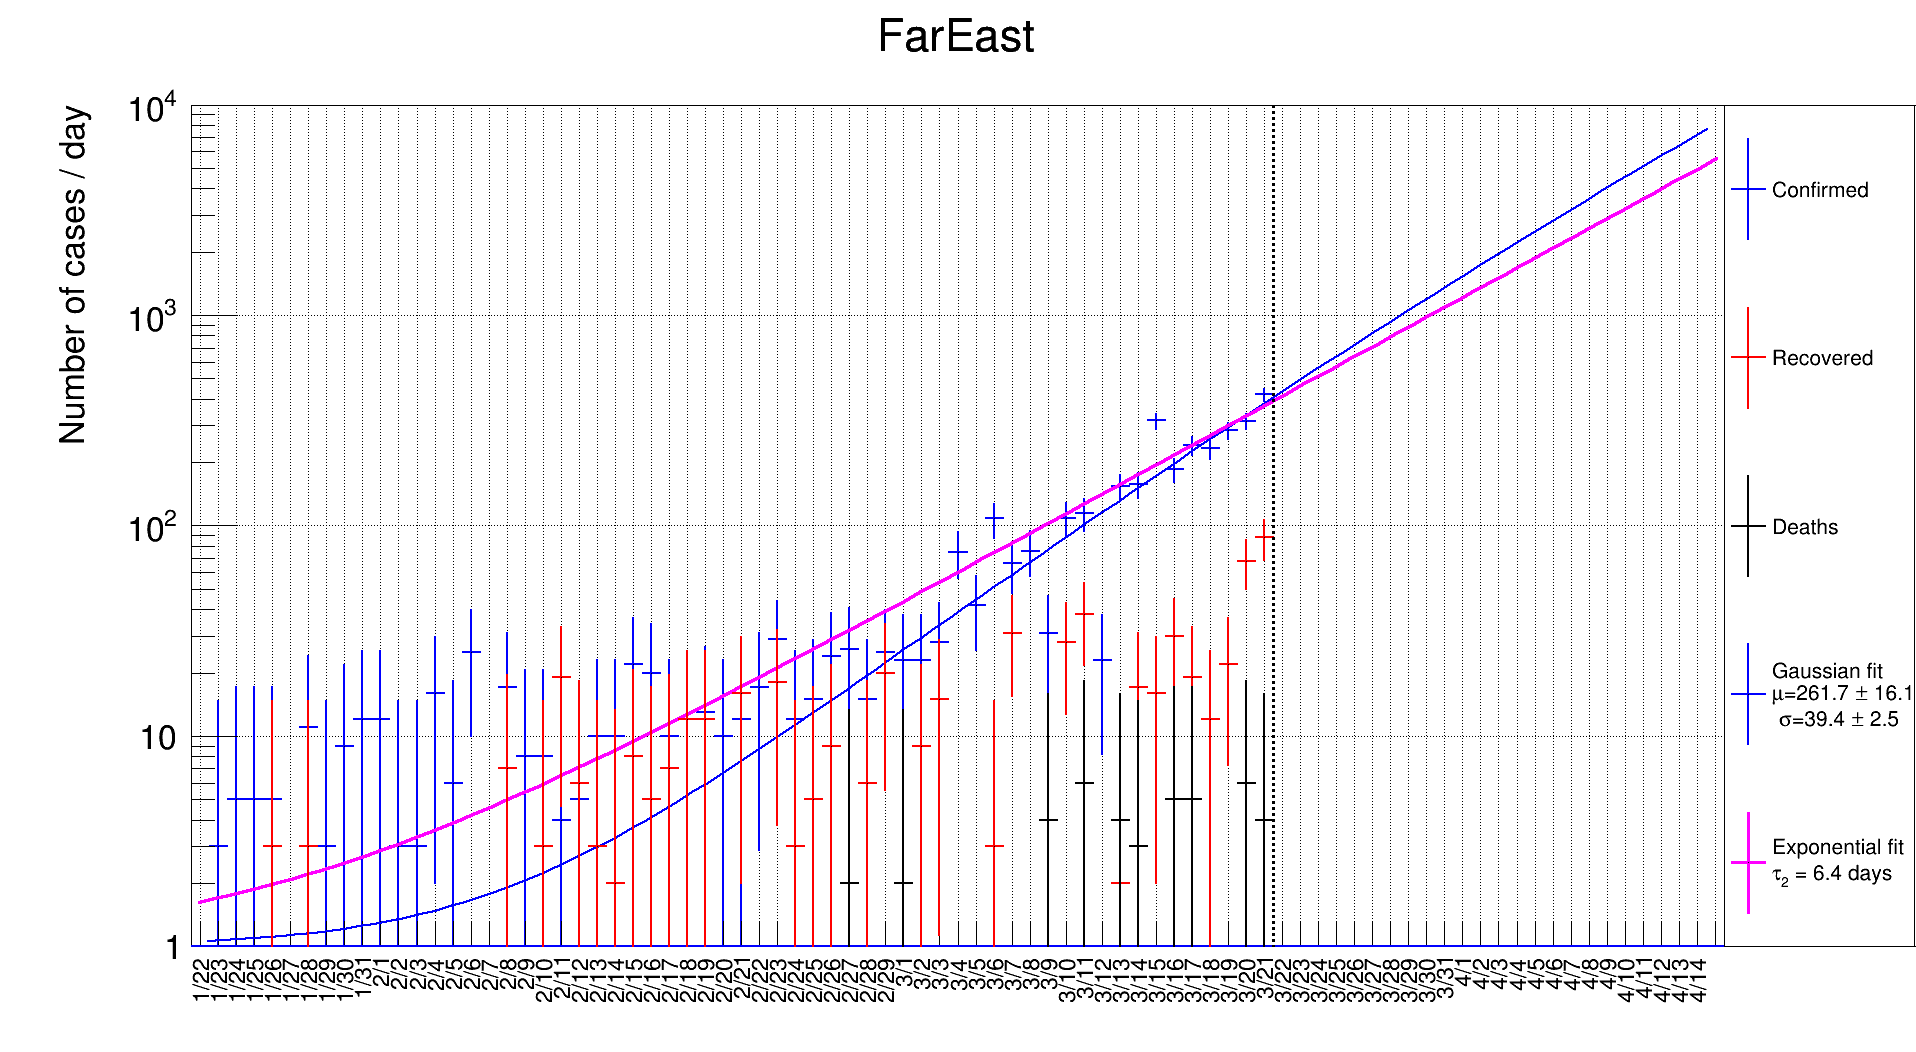 FarEast
Number of cases / day
10⁴
10³
10²
10
1
1/22 1/23 1/24 1/25 1/26 1/27 1/28 1/29 1/30 1/31 2/1 2/2 2/3 2/4 2/5 2/6 2/7 2/8 2/9 2/10 2/11 2/12 2/13 2/14 2/15 2/16 2/17 2/18 2/19 2/20 2/21 2/22 2/23 2/24 2/25 2/26 2/27 2/28 2/29 3/1 3/2 3/3 3/4 3/5 3/6 3/7 3/8 3/9 3/10 3/11 3/12 3/13 3/14 3/15 3/16 3/17 3/18 3/19 3/20 3/21 3/22 3/23 3/24 3/25 3/26 3/27 3/28 3/29 3/30 3/31 4/1 4/2 4/3 4/4 4/5 4/6 4/7 4/8 4/9 4/10 4/11 4/12 4/13 4/14
Confirmed
Recovered
Deaths
Gaussian fit
μ=261.7 ± 16.1
σ=39.4 ± 2.5
Exponential fit
τ₂ = 6.4 days